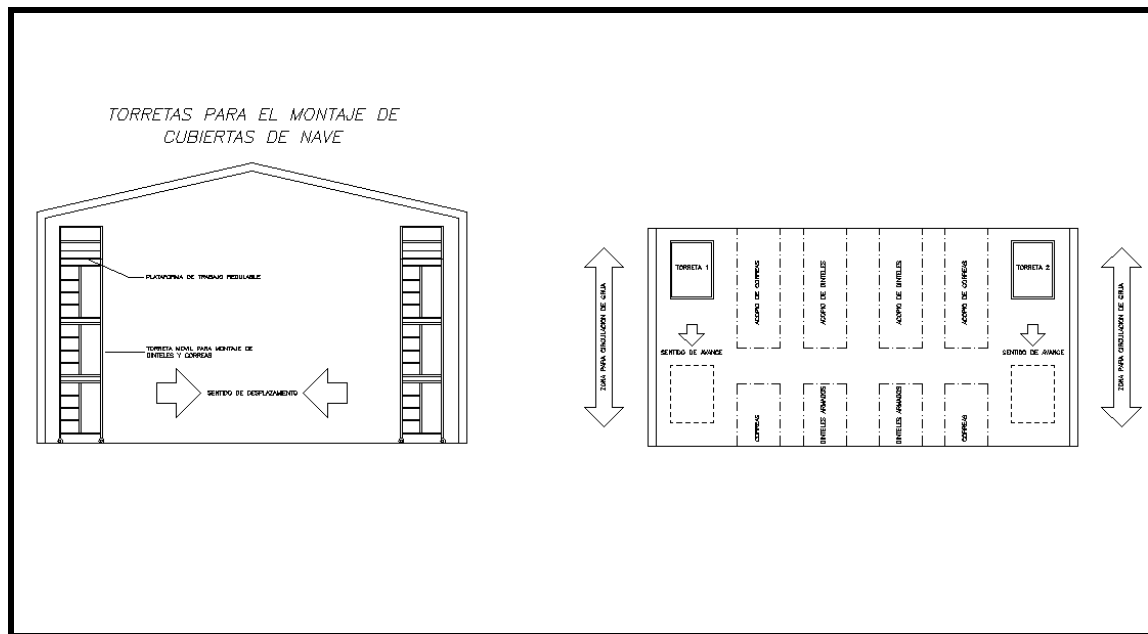 TORRETAS PARA EL MONTAJE DE
CUBIERTAS DE NAVE
PLATAFORMA DE TRABAJO REGULABLE
TORRETA MOVIL PARA MONTAJE DE
DINTELES Y CORREAS
SENTIDO DE DESPLAZAMIENTO
ZONA PARA CIRCULACION DE GRUA
TORRETA 1
SENTIDO DE AVANCE
ACOPIO DE CORREAS
ACOPIO DE DINTELES
ACOPIO DE DINTELES
ACOPIO DE CORREAS
TORRETA 2
SENTIDO DE AVANCE
CORREAS
DINTELES ARMADOS
DINTELES ARMADOS
CORREAS
ZONA PARA CIRCULACION DE GRUA